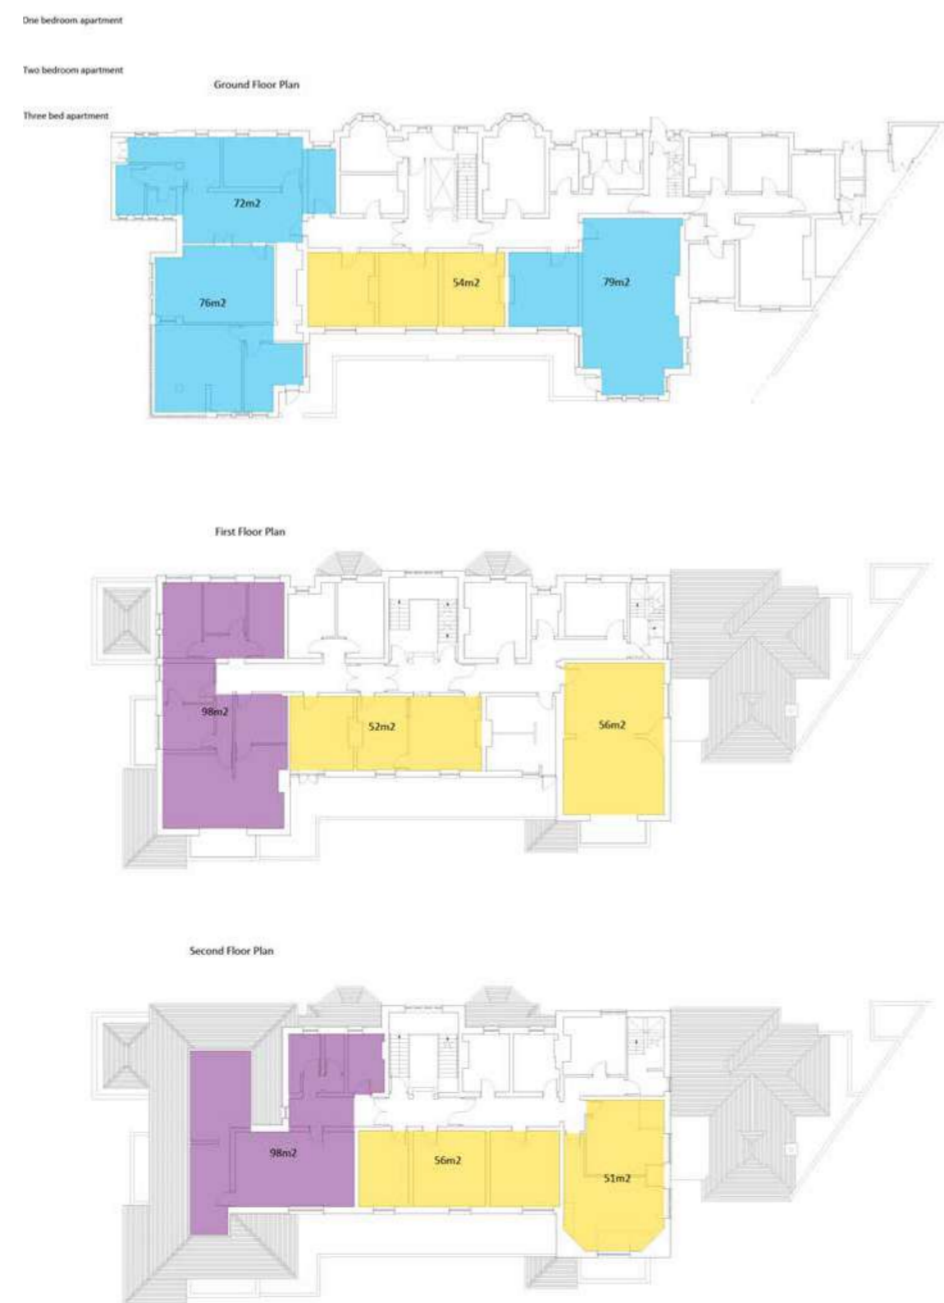 One bedroom apartment
Two bedroom apartment
Ground Floor Plan
Three bed apartment
72m2
54m2
79m2
76m2
First Floor Plan
98m2
52m2
56m2
Second Floor Plan
98m2
56m2
51m2